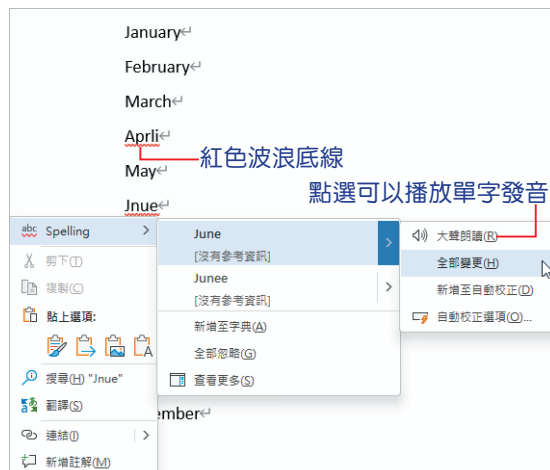 January↵
February↵
March↵
Aprli↵
紅色波浪底線
May↵
點選可以播放單字發音
Jnue↵
abc Spelling
June
[沒有參考資訊]
Junee
[沒有參考資訊]
新增至字典(A)
全部忽略(G)
查看更多(S)
大聲朗讀(R)
全部變更(H)
新增至自動校正(D)
自動校正選項(O)...
剪下(T)
複製(C)
貼上選項:
A
搜尋(H) "Jnue"
翻譯(S)
ember↵
連結(I)
新增註解(M)